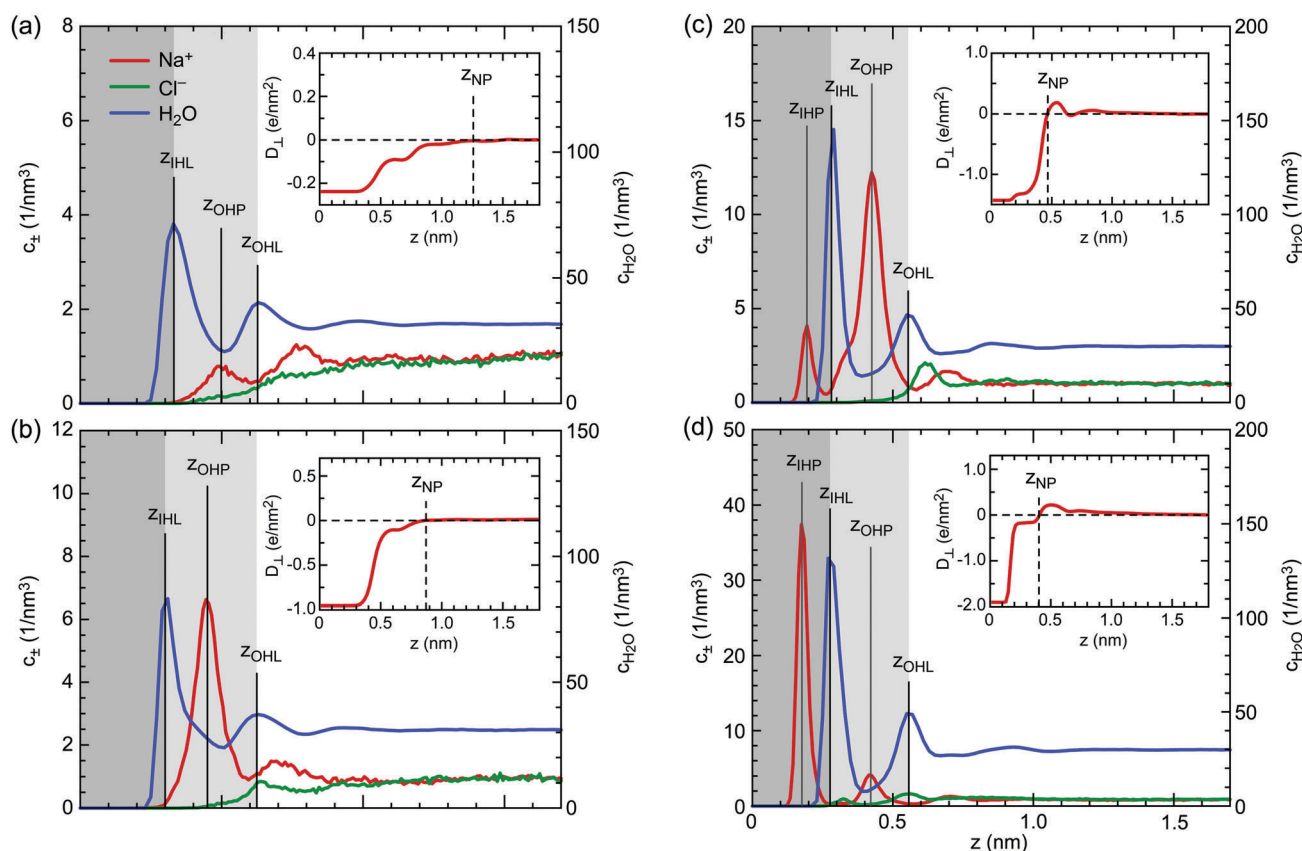 (a)
8
6
4
2
0
c± (1/nm³)
Na⁺
Cl⁻
H₂O
zIHL
zOHP
zOHL
150
100
50
0
cH₂O (1/nm³)
0.4
0.2
0
-0.2
D⊥ (e/nm²)
zNP
0
0.5
1.0
1.5
z (nm)
(b)
12
10
8
6
4
2
0
c± (1/nm³)
zIHL
zOHP
zOHL
150
100
50
0
cH₂O (1/nm³)
0.5
0
-0.5
-1.0
D⊥ (e/nm²)
zNP
0
0.5
1.0
1.5
z (nm)
(c)
20
15
10
5
0
c± (1/nm³)
zIHP
zIHL
zOHP
zOHL
200
150
100
50
0
cH₂O (1/nm³)
1.0
0
-1.0
D⊥ (e/nm²)
zNP
0
0.5
1.0
1.5
z (nm)
(d)
50
40
30
20
10
0
c± (1/nm³)
zIHP
zIHL
zOHP
zOHL
200
150
100
50
0
cH₂O (1/nm³)
1.0
0
-1.0
-2.0
D⊥ (e/nm²)
zNP
0
0.5
1.0
1.5
z (nm)
0
0.5
1.0
1.5
z (nm)